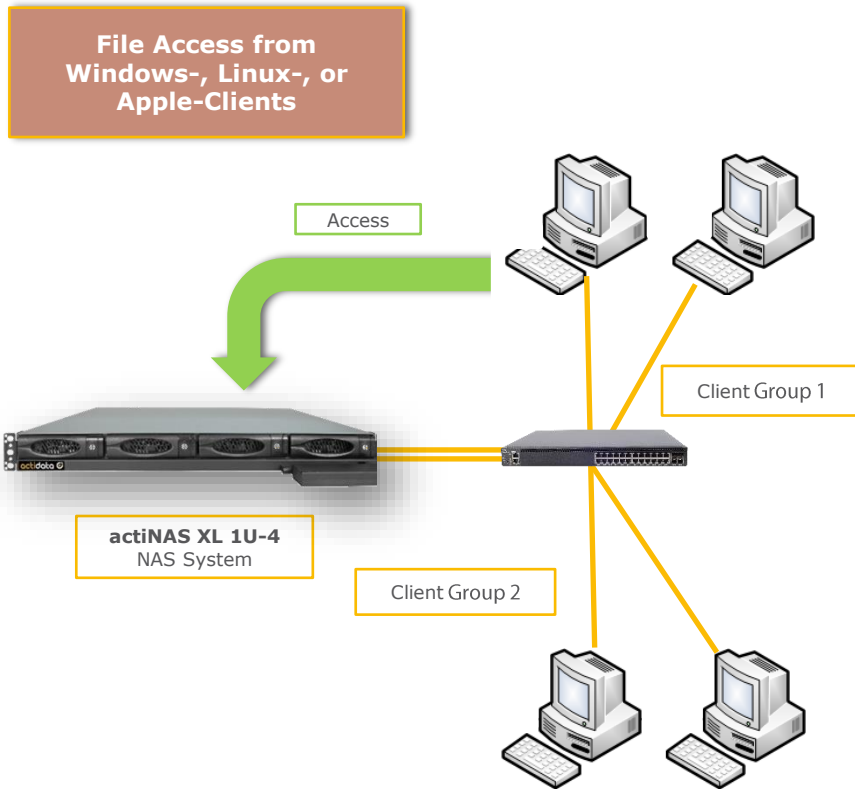 File Access from
Windows-, Linux-, or
Apple-Clients
Access
Client Group 1
actidata
actiNAS XL 1U-4
NAS System
Client Group 2